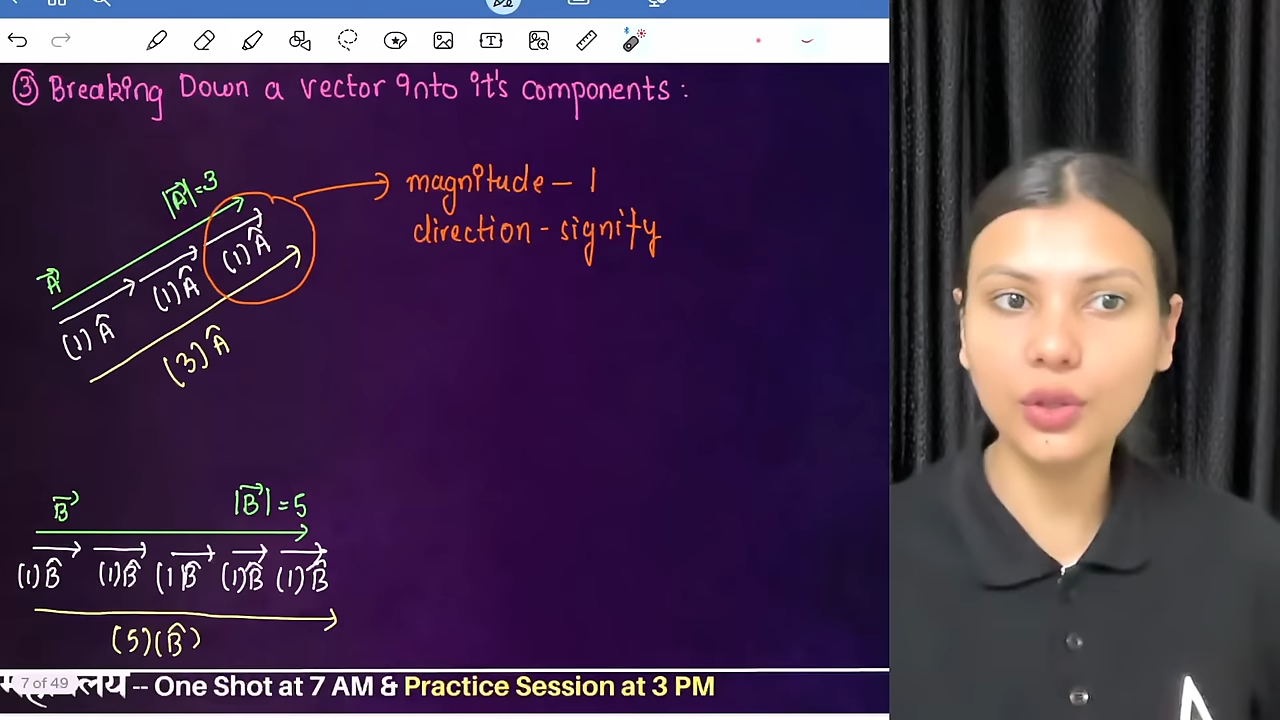 ③ Breaking Down a vector into it's components :
|A⃗| = 3
magnitude – 1
direction - signify
A⃗
(1) Â (1) Â (1) Â
(3) Â
B⃗ |B⃗| = 5
(1) B̂ (1) B̂ (1) B̂ (1) B̂ (1) B̂
(5)(B̂)
7 of 49
-- One Shot at 7 AM & Practice Session at 3 PM